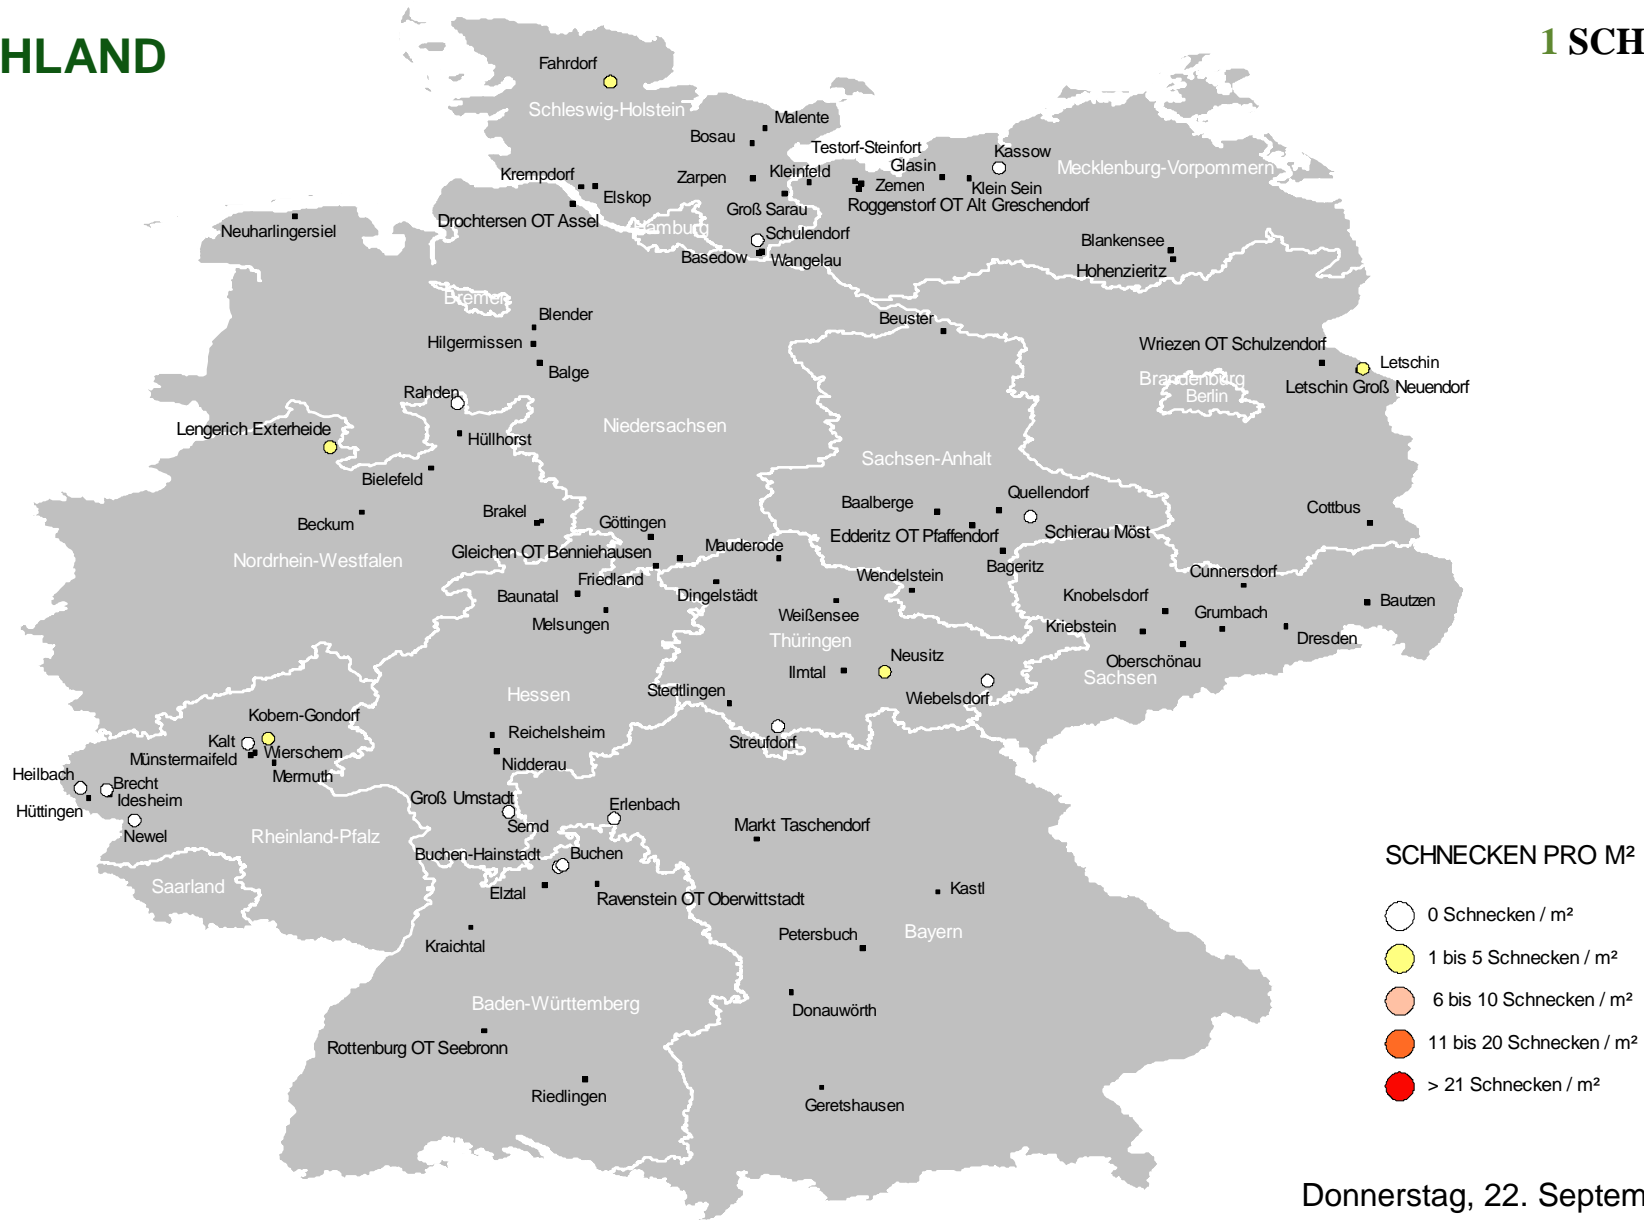 HLAND
1 SCH
Fahrdorf
Schleswig-Holstein
Malente
Bosau
Testorf-Steinfort
Kassow
Glasin
Mecklenburg-Vorpommern
Krempdorf
Zarpen
Kleinfeld
Zemen
Klein Sein
Elskop
Groß Sarau
Roggenstorf OT Alt Greschendorf
Drochtersen OT Assel
Neuharlingersiel
Hamburg
Schulendorf
Blankensee
Basedow
Wangelau
Hohenzieritz
Bremen
Blender
Beuster
Hilgermissen
Wriezen OT Schulzendorf
Letschin
Balge
Brandenburg
Letschin Groß Neuendorf
Rahden
Berlin
Lengerich Exterheide
Niedersachsen
Hüllhorst
Sachsen-Anhalt
Bielefeld
Quellendorf
Baalberge
Cottbus
Beckum
Brakel
Göttingen
Schierau Möst
Edderitz OT Pfaffendorf
Mauderode
Gleichen OT Benniehausen
Nordrhein-Westfalen
Bageritz
Friedland
Wendelstein
Cunnersdorf
Baunatal
Dingelstädt
Knobelsdorf
Bautzen
Weißensee
Grumbach
Melsungen
Kriebstein
Dresden
Thüringen
Neusitz
Oberschönau
Ilmtal
Sachsen
Hessen
Stedtlingen
Wiebelsdorf
Kobern-Gondorf
Reichelsheim
Kalt
Streufdorf
Wierschem
Münstermaifeld
Nidderau
Heilbach
Mermuth
Brecht
Idesheim
Groß Umstadt
Erlenbach
Hüttingen
Semd
Markt Taschendorf
Newel
Rheinland-Pfalz
Buchen-Hainstadt
Buchen
SCHNECKEN PRO M²
Saarland
Elztal
Ravenstein OT Oberwittstadt
Kastl
0 Schnecken / m²
Kraichtal
Petersbuch
Bayern
1 bis 5 Schnecken / m²
Baden-Württemberg
Donauwörth
6 bis 10 Schnecken / m²
Rottenburg OT Seebronn
11 bis 20 Schnecken / m²
Riedlingen
Geretshausen
> 21 Schnecken / m²
Donnerstag, 22. Septem